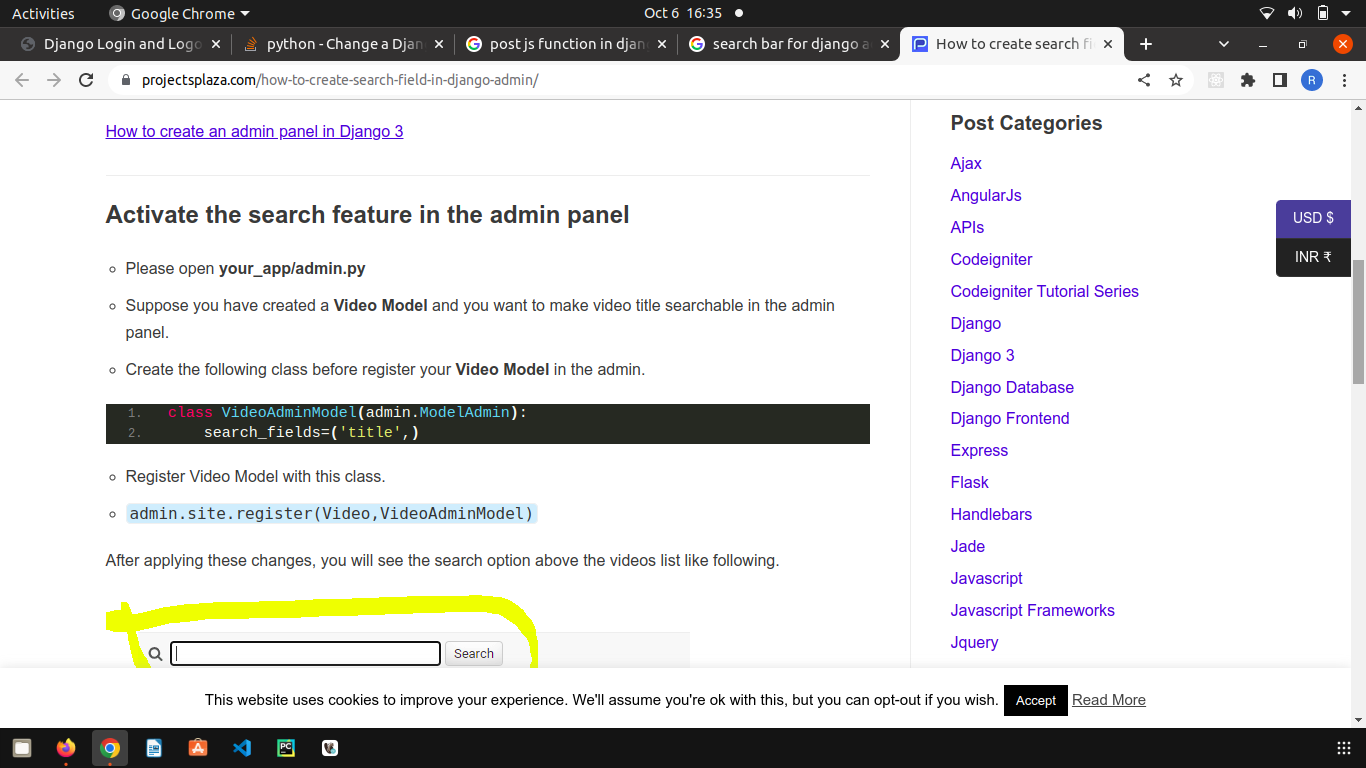 Activities
Google Chrome
Oct 6 16:35
Django Login and Logo
python - Change a Djan
post js function in djan
search bar for django a
How to create search fi
projectsplaza.com/how-to-create-search-field-in-django-admin/
R
How to create an admin panel in Django 3
Activate the search feature in the admin panel
Please open your_app/admin.py
Suppose you have created a Video Model and you want to make video title searchable in the admin
panel.
Create the following class before register your Video Model in the admin.
1. class VideoAdminModel(admin.ModelAdmin):
2. search_fields=('title',)
Register Video Model with this class.
admin.site.register(Video,VideoAdminModel)
After applying these changes, you will see the search option above the videos list like following.
Search
Post Categories
Ajax
AngularJs
APIs
Codeigniter
Codeigniter Tutorial Series
Django
Django 3
Django Database
Django Frontend
Express
Flask
Handlebars
Jade
Javascript
Javascript Frameworks
Jquery
USD $
INR ₹
This website uses cookies to improve your experience. We'll assume you're ok with this, but you can opt-out if you wish. Accept Read More
PC